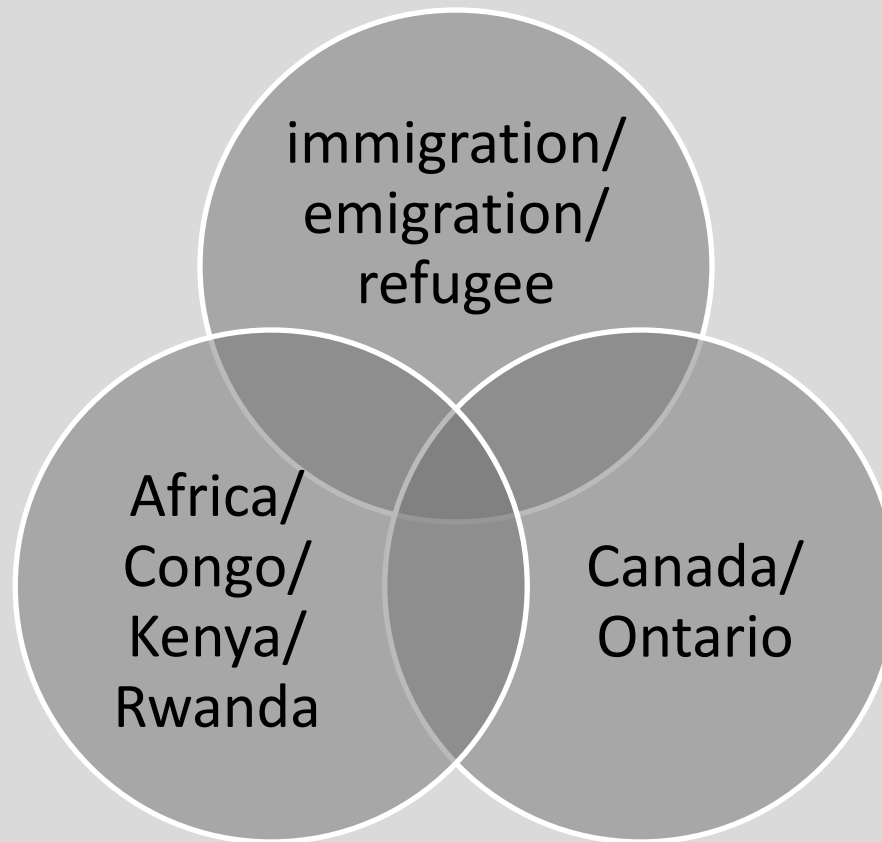 immigration/
emigration/
refugee
Africa/
Congo/
Kenya/
Rwanda
Canada/
Ontario